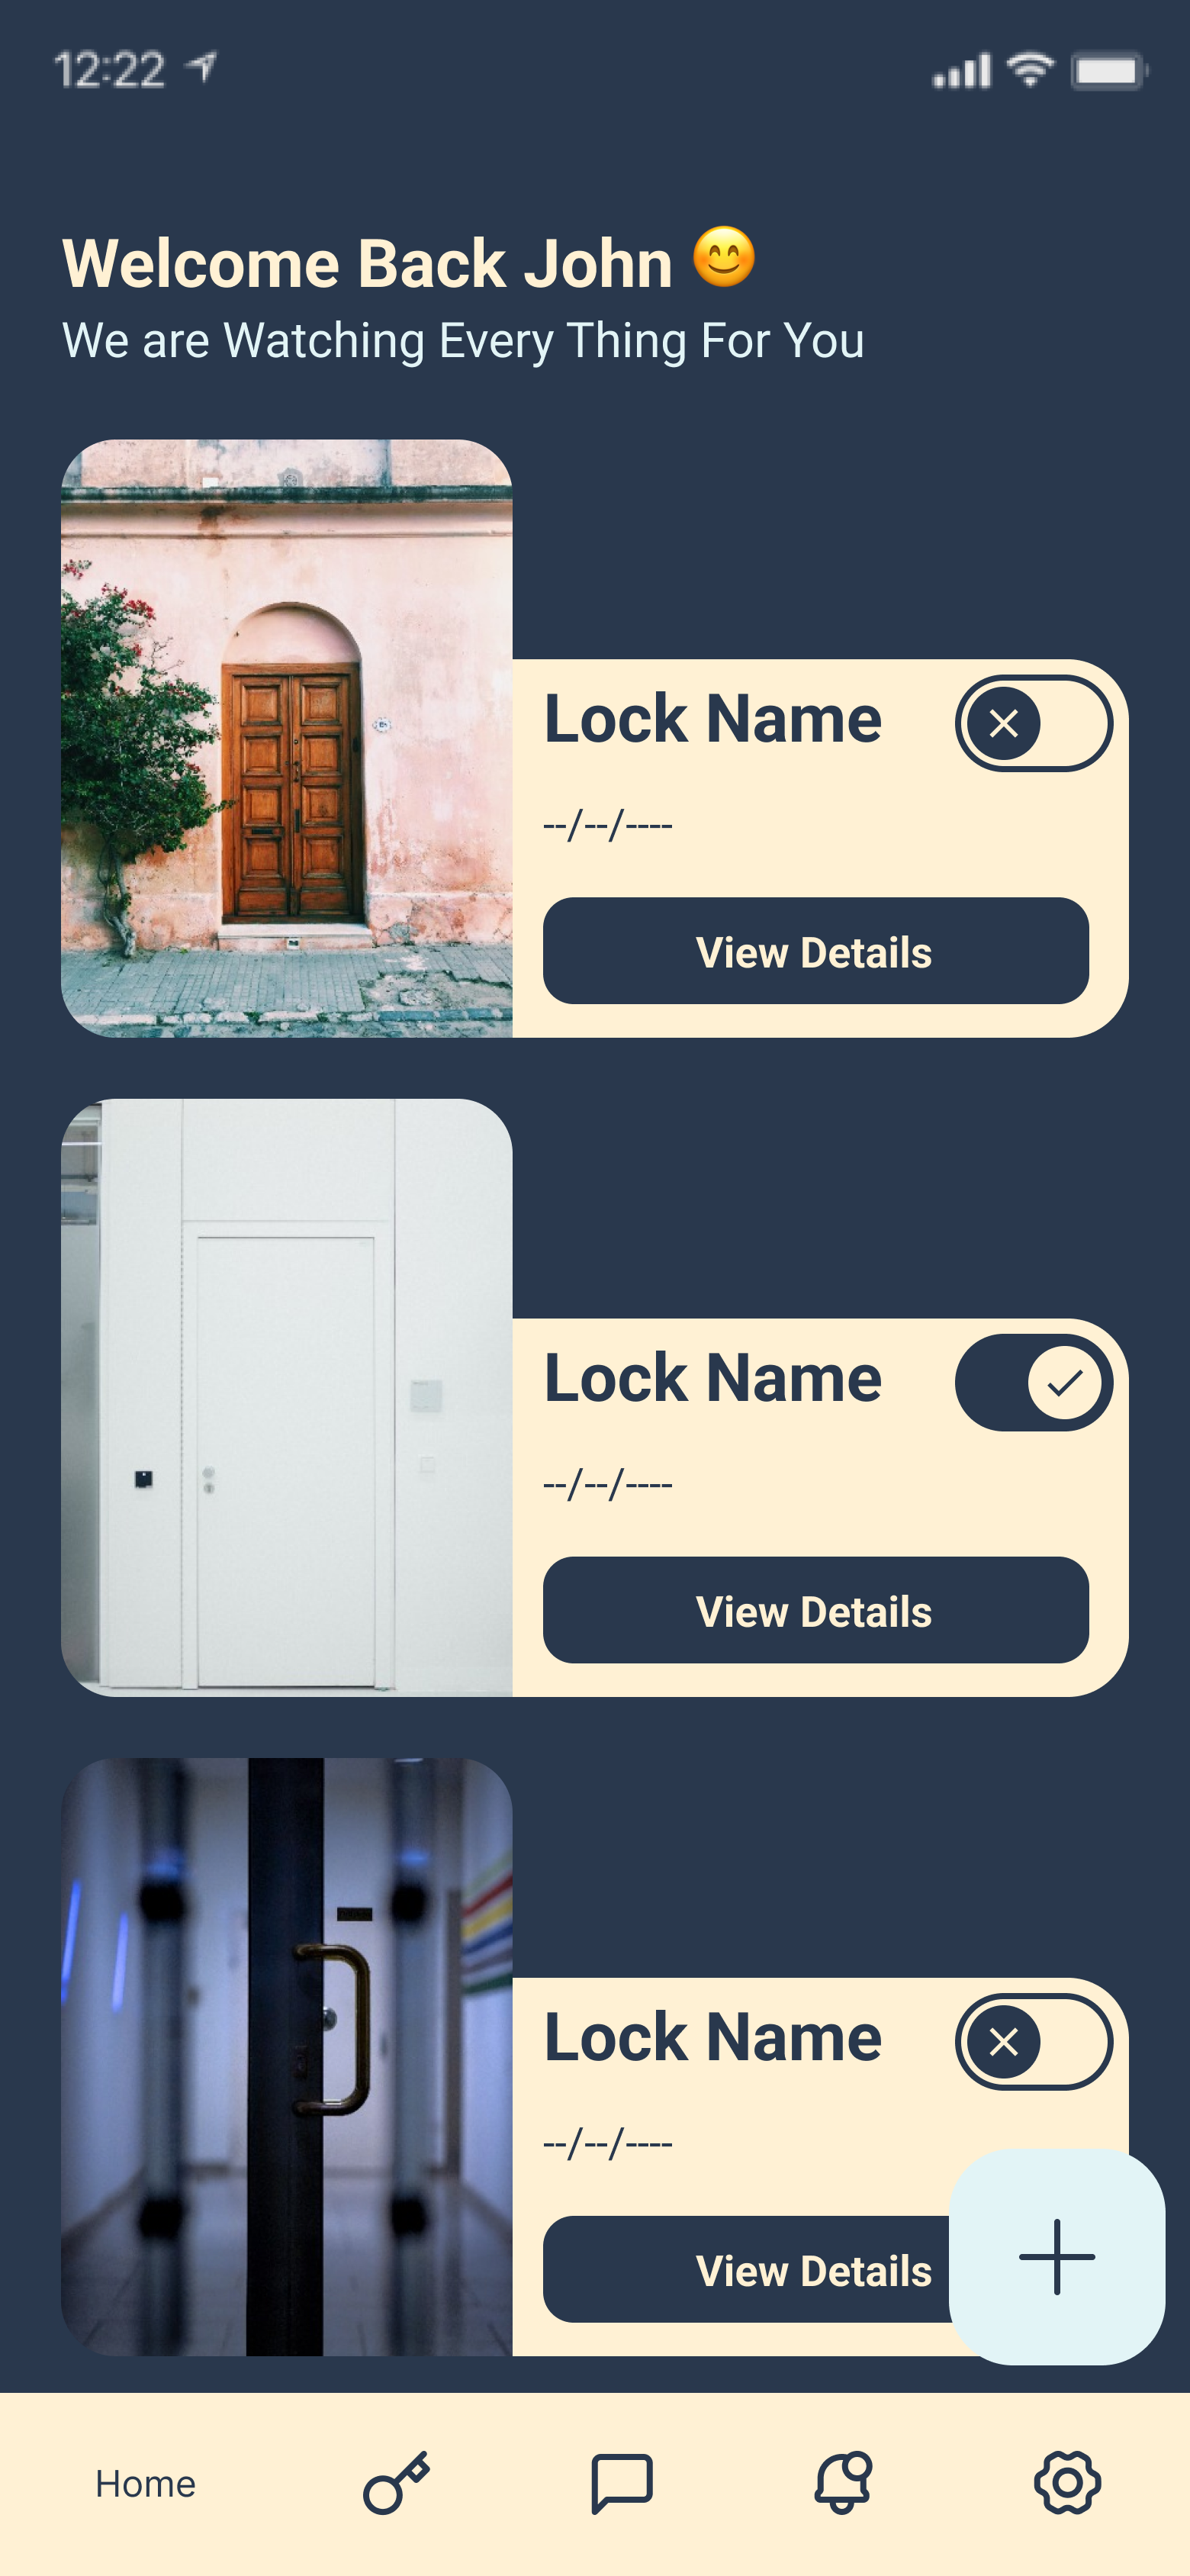 12:22
Welcome Back John 😊
We are Watching Every Thing For You
Lock Name
--/--/----
View Details
Lock Name
--/--/----
View Details
Lock Name
--/--/----
View Details
Home